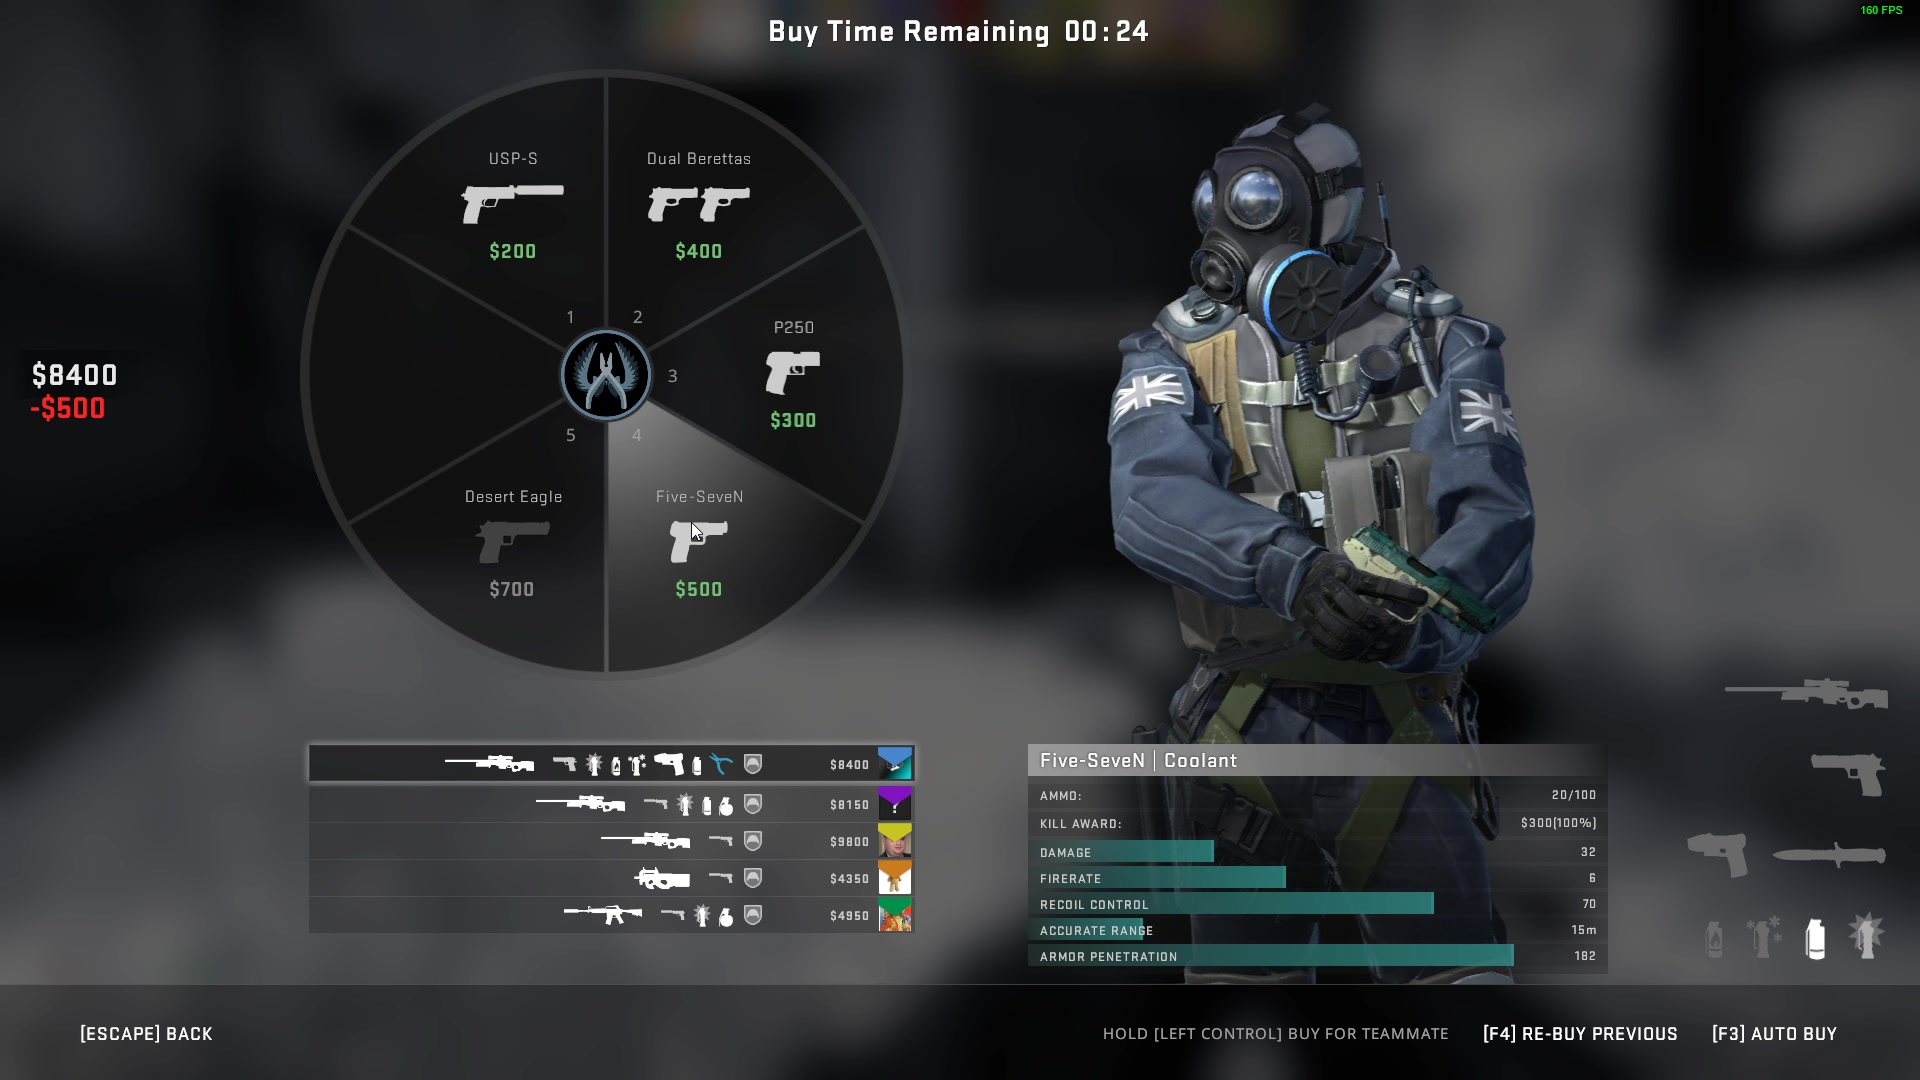 160 FPS
Buy Time Remaining 00:24
USP-S
$200
Dual Berettas
$400
1
2
P250
$300
3
$8400
-$500
5
4
Desert Eagle
$700
Five-SeveN
$500
$8400
$8150
$9800
$4350
$4950
Five-SeveN | Coolant
AMMO: 20/100
KILL AWARD: $300(100%)
DAMAGE 32
FIRERATE 6
RECOIL CONTROL 70
ACCURATE RANGE 15m
ARMOR PENETRATION 182
[ESCAPE] BACK
HOLD [LEFT CONTROL] BUY FOR TEAMMATE
[F4] RE-BUY PREVIOUS
[F3] AUTO BUY